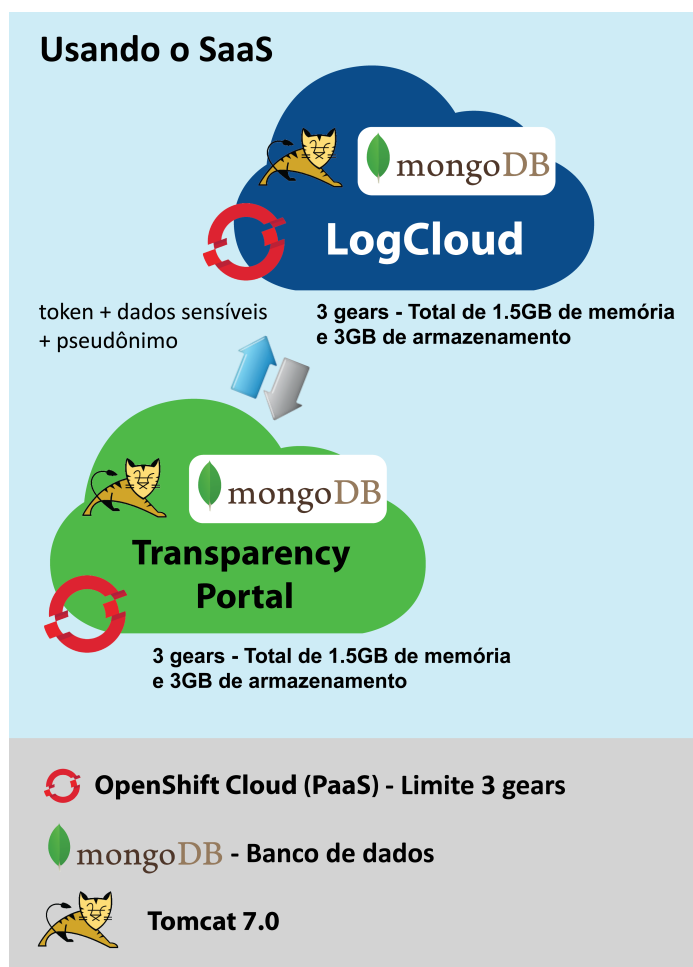 Usando o SaaS
mongoDB
LogCloud
token + dados sensíveis
+ pseudônimo
3 gears - Total de 1.5GB de memória
e 3GB de armazenamento
mongoDB
Transparency
Portal
3 gears - Total de 1.5GB de memória
e 3GB de armazenamento
OpenShift Cloud (PaaS) - Limite 3 gears
mongoDB - Banco de dados
Tomcat 7.0